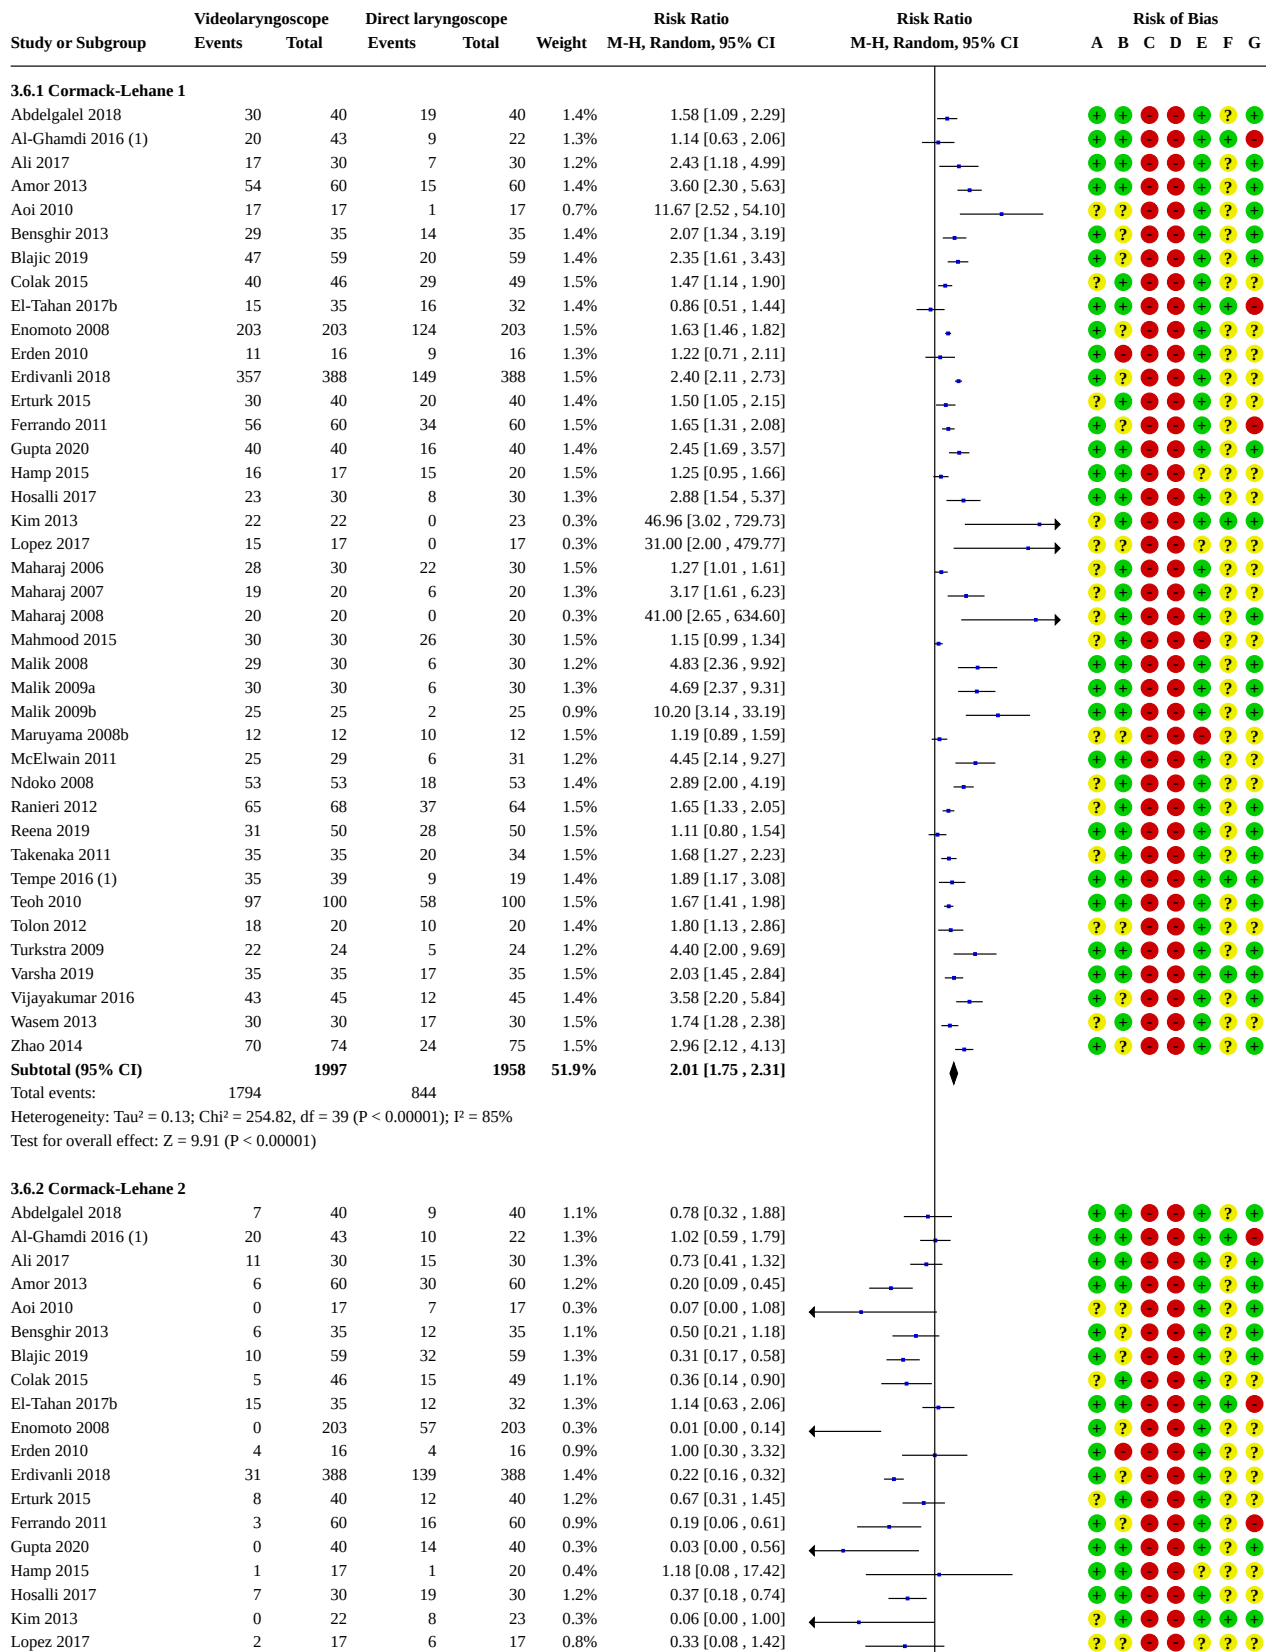 Videolaryngoscope Direct laryngoscope Risk Ratio Risk Ratio Risk of Bias
Study or Subgroup Events Total Events Total Weight M-H, Random, 95% CI M-H, Random, 95% CI A B C D E F G
3.6.1 Cormack-Lehane 1
Abdelgalel 2018 30 40 19 40 1.4% 1.58 [1.09 , 2.29] + + - - + ? +
Al-Ghamdi 2016 (1) 20 43 9 22 1.3% 1.14 [0.63 , 2.06] + + - - + + -
Ali 2017 17 30 7 30 1.2% 2.43 [1.18 , 4.99] + + - - + ? +
Amor 2013 54 60 15 60 1.4% 3.60 [2.30 , 5.63] + + - - + ? +
Aoi 2010 17 17 1 17 0.7% 11.67 [2.52 , 54.10] ? ? - - + ? +
Bensghir 2013 29 35 14 35 1.4% 2.07 [1.34 , 3.19] + ? - - + ? +
Blajic 2019 47 59 20 59 1.4% 2.35 [1.61 , 3.43] + ? - - + ? +
Colak 2015 40 46 29 49 1.5% 1.47 [1.14 , 1.90] ? + - - + ? ?
El-Tahan 2017b 15 35 16 32 1.4% 0.86 [0.51 , 1.44] + + - - + + -
Enomoto 2008 203 203 124 203 1.5% 1.63 [1.46 , 1.82] + ? - - + ? ?
Erden 2010 11 16 9 16 1.3% 1.22 [0.71 , 2.11] + - - - + ? ?
Erdivanli 2018 357 388 149 388 1.5% 2.40 [2.11 , 2.73] + ? - - + ? ?
Erturk 2015 30 40 20 40 1.4% 1.50 [1.05 , 2.15] ? + - - + ? ?
Ferrando 2011 56 60 34 60 1.5% 1.65 [1.31 , 2.08] + ? - - + ? -
Gupta 2020 40 40 16 40 1.4% 2.45 [1.69 , 3.57] + + - - + ? +
Hamp 2015 16 17 15 20 1.5% 1.25 [0.95 , 1.66] + + - - ? ? ?
Hosalli 2017 23 30 8 30 1.3% 2.88 [1.54 , 5.37] + + - - + ? ?
Kim 2013 22 22 0 23 0.3% 46.96 [3.02 , 729.73] ? + - - + + +
Lopez 2017 15 17 0 17 0.3% 31.00 [2.00 , 479.77] ? ? - - ? ? ?
Maharaj 2006 28 30 22 30 1.5% 1.27 [1.01 , 1.61] ? + - - + ? ?
Maharaj 2007 19 20 6 20 1.3% 3.17 [1.61 , 6.23] ? + - - + ? ?
Maharaj 2008 20 20 0 20 0.3% 41.00 [2.65 , 634.60] ? + - - + ? +
Mahmood 2015 30 30 26 30 1.5% 1.15 [0.99 , 1.34] ? + - - - ? ?
Malik 2008 29 30 6 30 1.2% 4.83 [2.36 , 9.92] + + - - + ? +
Malik 2009a 30 30 6 30 1.3% 4.69 [2.37 , 9.31] + + - - + ? +
Malik 2009b 25 25 2 25 0.9% 10.20 [3.14 , 33.19] + + - - + ? +
Maruyama 2008b 12 12 10 12 1.5% 1.19 [0.89 , 1.59] ? ? - - - ? ?
McElwain 2011 25 29 6 31 1.2% 4.45 [2.14 , 9.27] + + - - + ? ?
Ndoko 2008 53 53 18 53 1.4% 2.89 [2.00 , 4.19] ? + - - + ? ?
Ranieri 2012 65 68 37 64 1.5% 1.65 [1.33 , 2.05] ? + - - + ? +
Reena 2019 31 50 28 50 1.5% 1.11 [0.80 , 1.54] + + - - + ? +
Takenaka 2011 35 35 20 34 1.5% 1.68 [1.27 , 2.23] ? + - - + ? +
Tempe 2016 (1) 35 39 9 19 1.4% 1.89 [1.17 , 3.08] + + - - + + +
Teoh 2010 97 100 58 100 1.5% 1.67 [1.41 , 1.98] + + - - + ? +
Tolon 2012 18 20 10 20 1.4% 1.80 [1.13 , 2.86] ? ? - - + ? ?
Turkstra 2009 22 24 5 24 1.2% 4.40 [2.00 , 9.69] + + - - + ? +
Varsha 2019 35 35 17 35 1.5% 2.03 [1.45 , 2.84] + + - - + + +
Vijayakumar 2016 43 45 12 45 1.4% 3.58 [2.20 , 5.84] + ? - - + ? +
Wasem 2013 30 30 17 30 1.5% 1.74 [1.28 , 2.38] ? + - - + ? ?
Zhao 2014 70 74 24 75 1.5% 2.96 [2.12 , 4.13] + ? - - + ? +
Subtotal (95% CI) 1997 1958 51.9% 2.01 [1.75 , 2.31]
Total events: 1794 844
Heterogeneity: Tau² = 0.13; Chi² = 254.82, df = 39 (P < 0.00001); I² = 85%
Test for overall effect: Z = 9.91 (P < 0.00001)
3.6.2 Cormack-Lehane 2
Abdelgalel 2018 7 40 9 40 1.1% 0.78 [0.32 , 1.88] + + - - + ? +
Al-Ghamdi 2016 (1) 20 43 10 22 1.3% 1.02 [0.59 , 1.79] + + - - + + -
Ali 2017 11 30 15 30 1.3% 0.73 [0.41 , 1.32] + + - - + ? +
Amor 2013 6 60 30 60 1.2% 0.20 [0.09 , 0.45] + + - - + ? +
Aoi 2010 0 17 7 17 0.3% 0.07 [0.00 , 1.08] ? ? - - + ? +
Bensghir 2013 6 35 12 35 1.1% 0.50 [0.21 , 1.18] + ? - - + ? +
Blajic 2019 10 59 32 59 1.3% 0.31 [0.17 , 0.58] + ? - - + ? +
Colak 2015 5 46 15 49 1.1% 0.36 [0.14 , 0.90] ? + - - + ? ?
El-Tahan 2017b 15 35 12 32 1.3% 1.14 [0.63 , 2.06] + + - - + + -
Enomoto 2008 0 203 57 203 0.3% 0.01 [0.00 , 0.14] + ? - - + ? ?
Erden 2010 4 16 4 16 0.9% 1.00 [0.30 , 3.32] + - - - + ? ?
Erdivanli 2018 31 388 139 388 1.4% 0.22 [0.16 , 0.32] + ? - - + ? ?
Erturk 2015 8 40 12 40 1.2% 0.67 [0.31 , 1.45] ? + - - + ? ?
Ferrando 2011 3 60 16 60 0.9% 0.19 [0.06 , 0.61] + ? - - + ? -
Gupta 2020 0 40 14 40 0.3% 0.03 [0.00 , 0.56] + + - - + ? +
Hamp 2015 1 17 1 20 0.4% 1.18 [0.08 , 17.42] + + - - ? ? ?
Hosalli 2017 7 30 19 30 1.2% 0.37 [0.18 , 0.74] + + - - + ? ?
Kim 2013 0 22 8 23 0.3% 0.06 [0.00 , 1.00] ? + - - + + +
Lopez 2017 2 17 6 17 0.8% 0.33 [0.08 , 1.42] ? ? - - ? ? ?